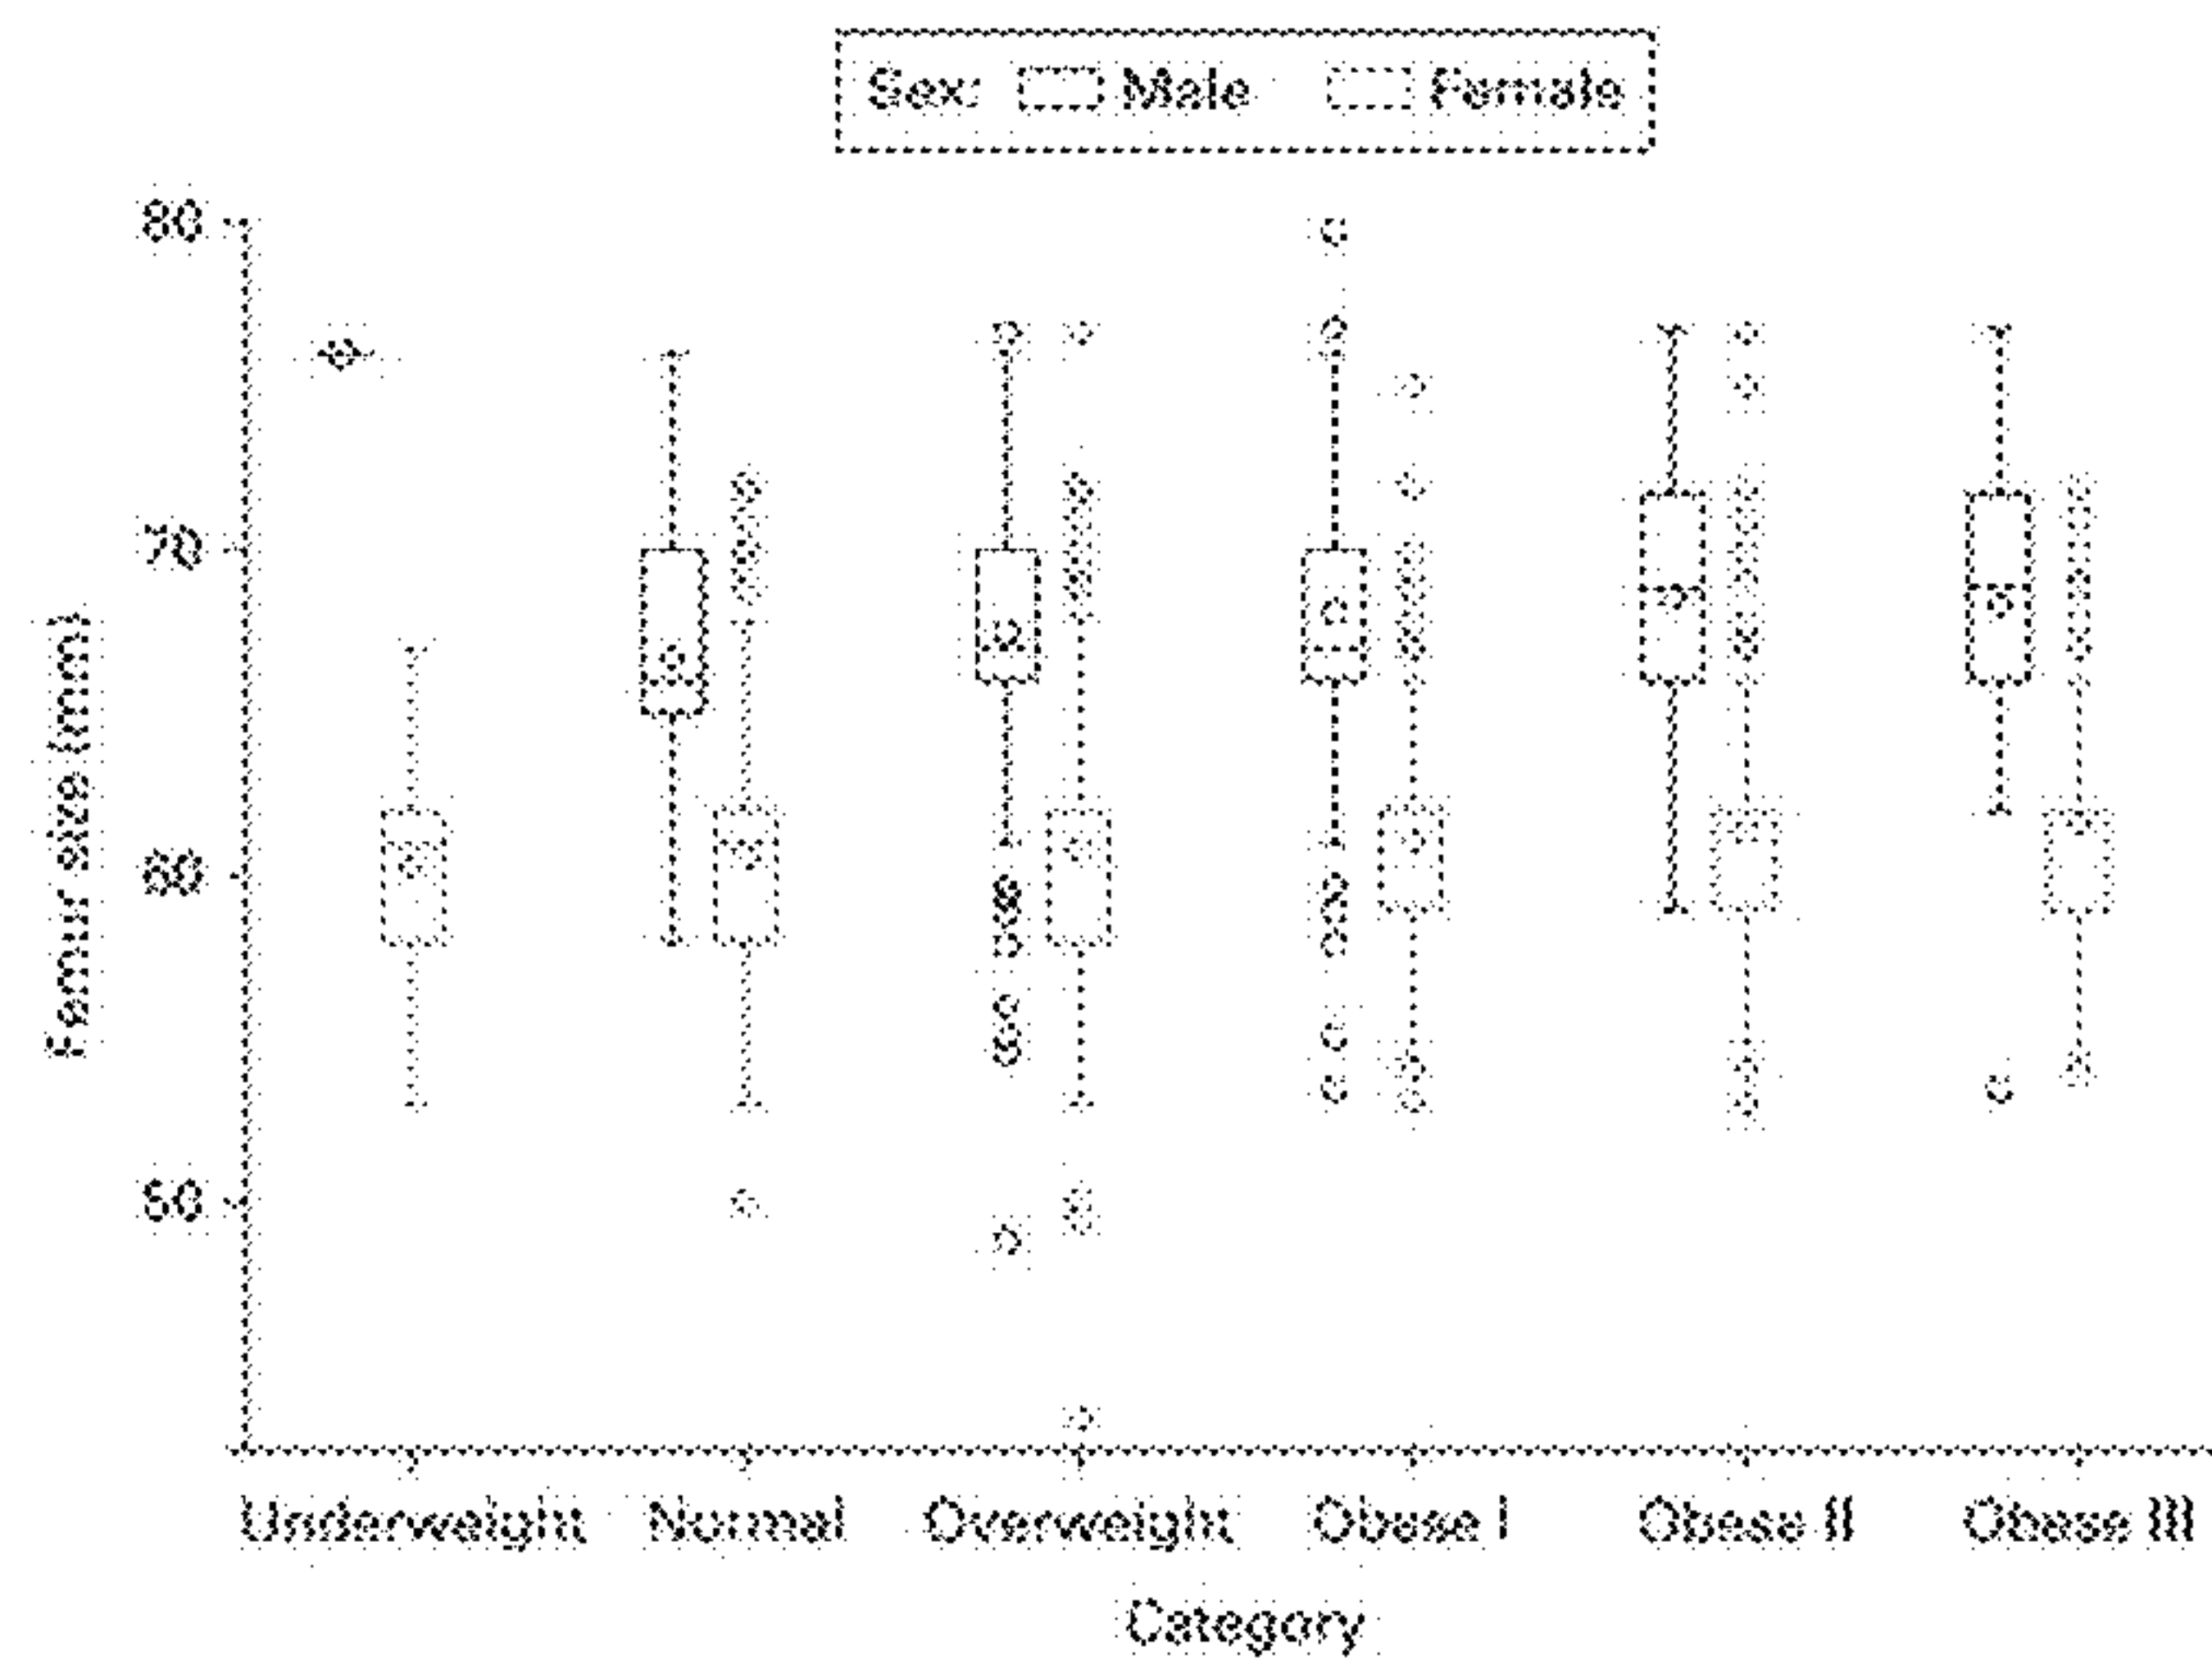 Sex: Male Female
80
70
60
50
Femur size (mm)
Underweight Normal Overweight Obese I Obese II Obese III
Category